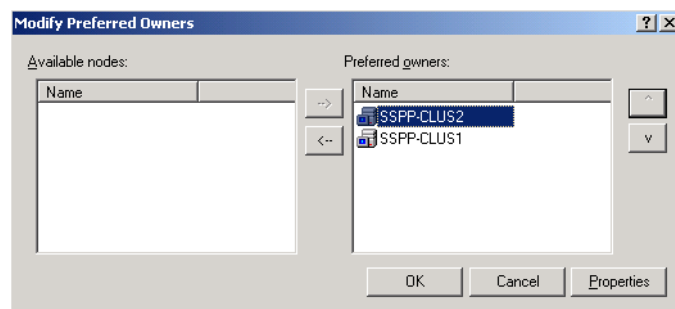 Modify Preferred Owners
? X
Available nodes:
Preferred owners:
Name
Name
-->
<--
^
v
SSPP-CLUS2
SSPP-CLUS1
OK Cancel Properties